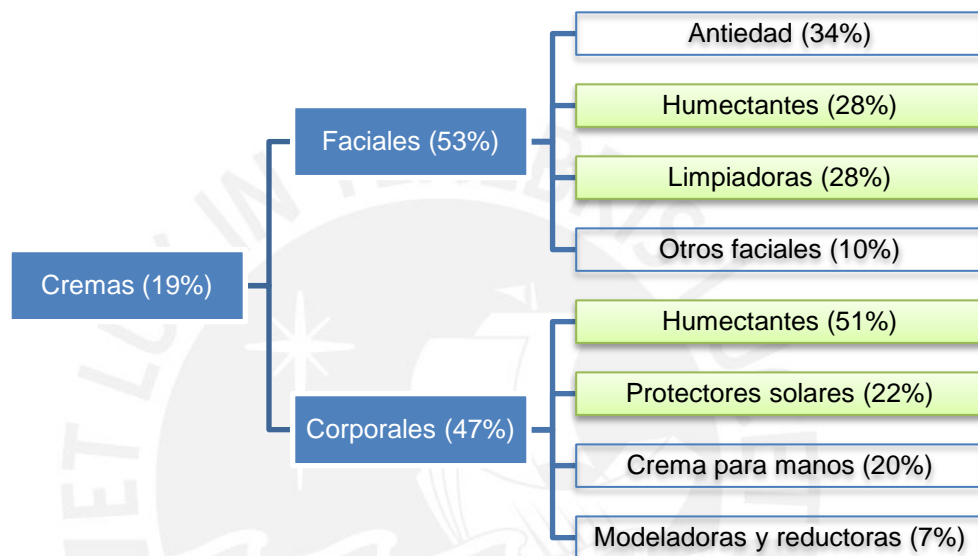 Cremas (19%)
Faciales (53%)
Antiedad (34%)
Humectantes (28%)
Limpiadoras (28%)
Otros faciales (10%)
Corporales (47%)
Humectantes (51%)
Protectores solares (22%)
Crema para manos (20%)
Modeladoras y reductoras (7%)